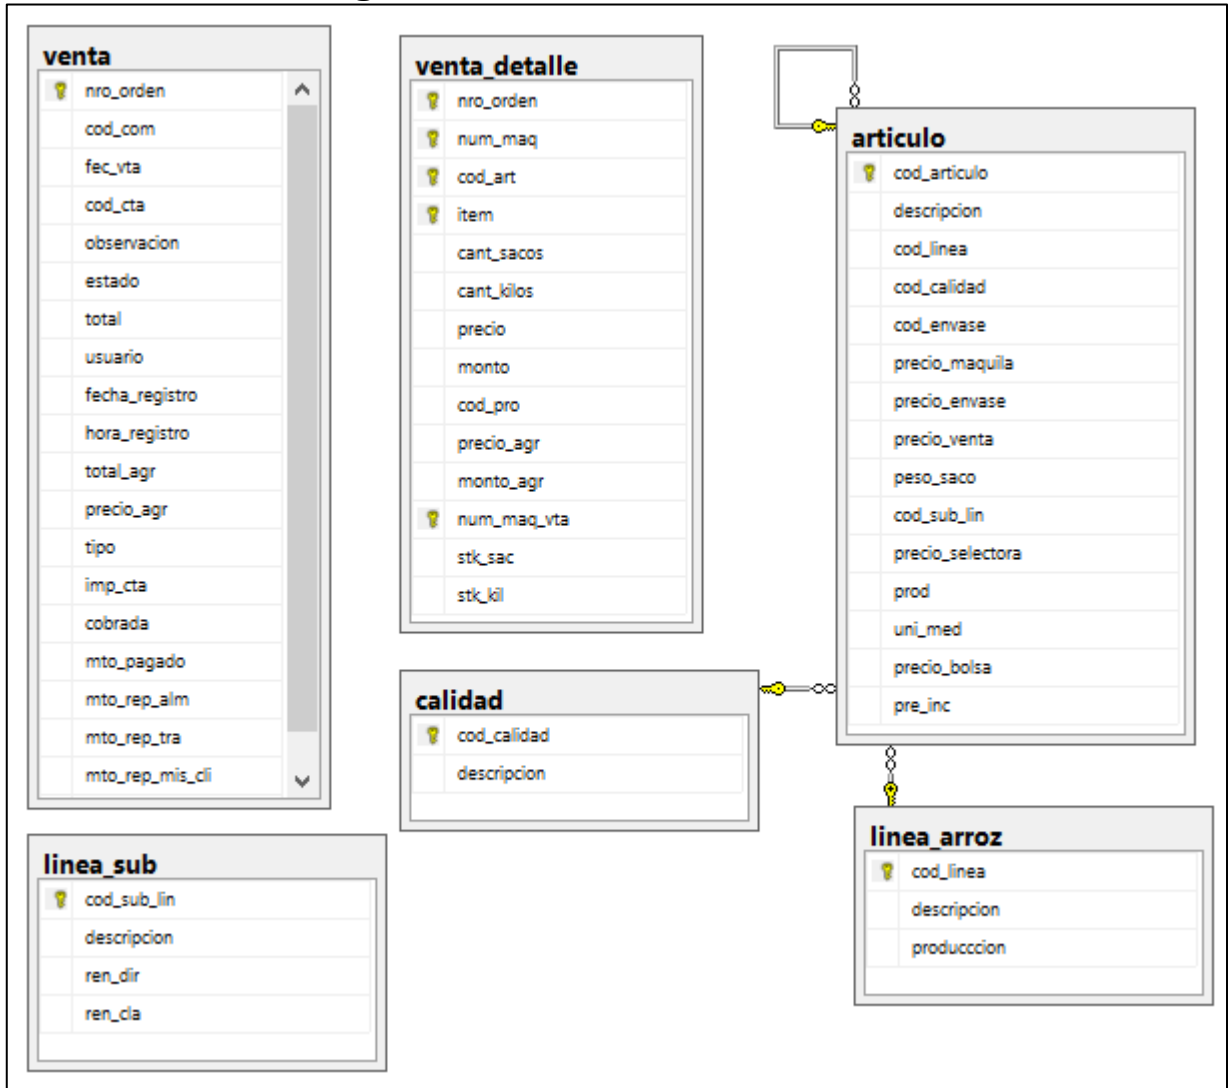 venta
nro_orden
cod_com
fec_vta
cod_cta
observacion
estado
total
usuario
fecha_registro
hora_registro
total_agr
precio_agr
tipo
imp_cta
cobrada
mto_pagado
mto_rep_alm
mto_rep_tra
mto_rep_mis_cli
venta_detalle
nro_orden
num_maq
cod_art
item
cant_sacos
cant_kilos
precio
monto
cod_pro
precio_agr
monto_agr
num_maq_vta
stk_sac
stk_kil
articulo
cod_articulo
descripcion
cod_linea
cod_calidad
cod_envase
precio_maquila
precio_envase
precio_venta
peso_saco
cod_sub_lin
precio_selectora
prod
uni_med
precio_bolsa
pre_inc
calidad
cod_calidad
descripcion
linea_sub
cod_sub_lin
descripcion
ren_dir
ren_cla
linea_arroz
cod_linea
descripcion
producccion